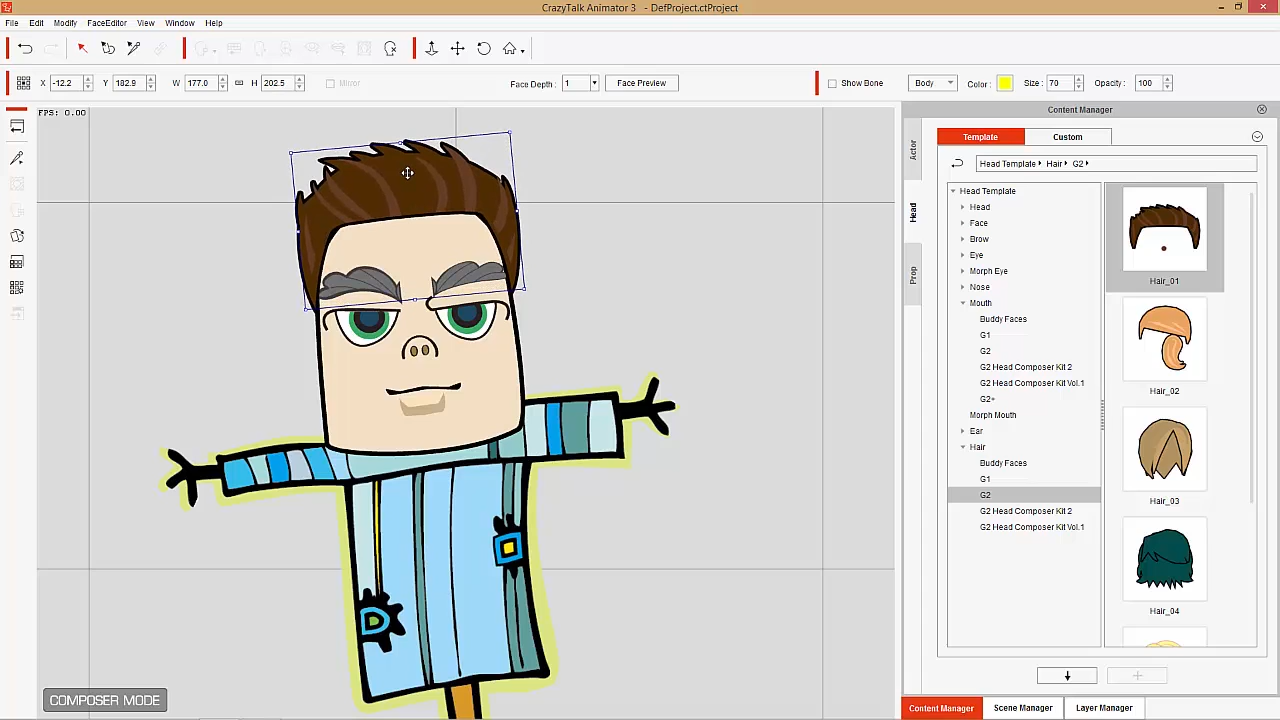 CrazyTalk Animator 3 - DefProject.ctProject
File Edit Modify FaceEditor View Window Help
X -12.2 Y 182.9 W 177.0 H 202.5 Mirror Face Depth : 1 Face Preview Show Bone Body Color : Size : 70 Opacity : 100
FPS: 0.00
Content Manager
Template Custom
Head Template Hair G2
Actor
Head
Prop
Head Template
Head
Face
Brow
Eye
Morph Eye
Nose
Mouth
Buddy Faces
G1
G2
G2 Head Composer Kit 2
G2 Head Composer Kit Vol.1
G2+
Morph Mouth
Ear
Hair
Buddy Faces
G1
G2
G2 Head Composer Kit 2
G2 Head Composer Kit Vol.1
Hair_01
Hair_02
Hair_03
Hair_04
COMPOSER MODE
Content Manager Scene Manager Layer Manager